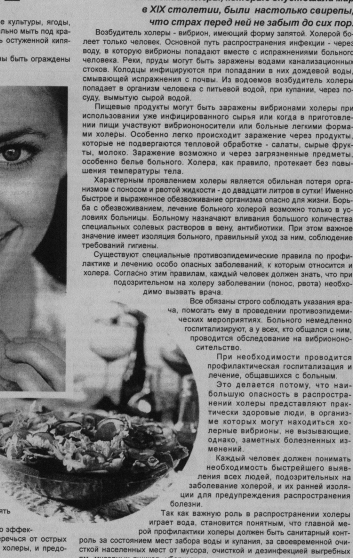 в XIX столетии, были настолько свирепы,
что страх перед ней не забыт до сих пор.
е культуры, ягоды,
ельно мыть под кра-
ь остуженной кипя-
ны быть ограждены
Возбудитель холеры - вибрион, имеющий форму запятой. Холерой бо-
леет только человек. Основной путь распространения инфекции - через
воду, в которую вибрионы попадают вместе с испражнениями больного
человека. Реки, пруды могут быть заражены водами канализационных
стоков. Колодцы инфицируются при попадании в них дождевой воды,
смывающей испражнения с почвы. Из водоемов возбудитель холеры
попадает в организм человека с питьевой водой, при купании, через по-
суду, вымытую сырой водой.
Пищевые продукты могут быть заражены вибрионами холеры при
использовании уже инфицированного сырья или когда в приготовле-
нии пищи участвуют вибриононосители или больные легкими форма-
ми холеры. Особенно легко происходит заражение через продукты,
которые не подвергаются тепловой обработке - салаты, сырые фрук-
ты, молоко. Заражение возможно и через загрязненные предметы,
особенно белье больного. Холера, как правило, протекает без повы-
шения температуры тела.
Характерным проявлением холеры является обильная потеря орга-
низмом с поносом и рвотой жидкости - до двадцати литров в сутки! Именно
быстрое и выраженное обезвоживание организма опасно для жизни. Борь-
ба с обезвоживанием, лечение больного холерой возможно только в ус-
ловиях больницы. Больному назначают вливания большого количества
специальных солевых растворов в вену, антибиотики. При этом важное
значение имеет изоляция больного, правильный уход за ним, соблюдение
требований гигиены.
Существуют специальные противоэпидемические правила по профи-
лактике и лечению особо опасных заболеваний, к которым относится и
холера. Согласно этим правилам, каждый человек должен знать, что при
подозрительном на холеру заболевании (понос, рвота) необхо-
димо вызвать врача.
Все обязаны строго соблюдать указания вра-
ча, помогать ему в проведении противоэпидеми-
ческих мероприятиях. Больного немедленно
госпитализируют, а у всех, кто общался с ним,
проводится обследование на вибриононо-
сительство.
При необходимости проводится
профилактическая госпитализация и
лечение, общавшихся с больным.
Это делается потому, что наи-
большую опасность в распростра-
нении холеры представляют прак-
тически здоровые люди, в организ-
ме которых могут находиться хо-
лерные вибрионы, не вызывающие,
однако, заметных болезненных из-
менений.
Каждый человек должен понимать
необходимость быстрейшего выяв-
ления всех людей, подозрительных на
заболевание холерой, и их ранней изоля-
ции для предупреждения распространения
болезни.
Так как важную роль в распространении холеры
играет вода, становится понятным, что главной ме-
рой профилактики холеры должен быть санитарный конт-
роль за состоянием мест забора воды и купания, за своевременной очи-
сткой населенных мест от мусора, очисткой и дезинфекцией выгребных
ять
о эффек-
еречься от острых
холеры, и предо-